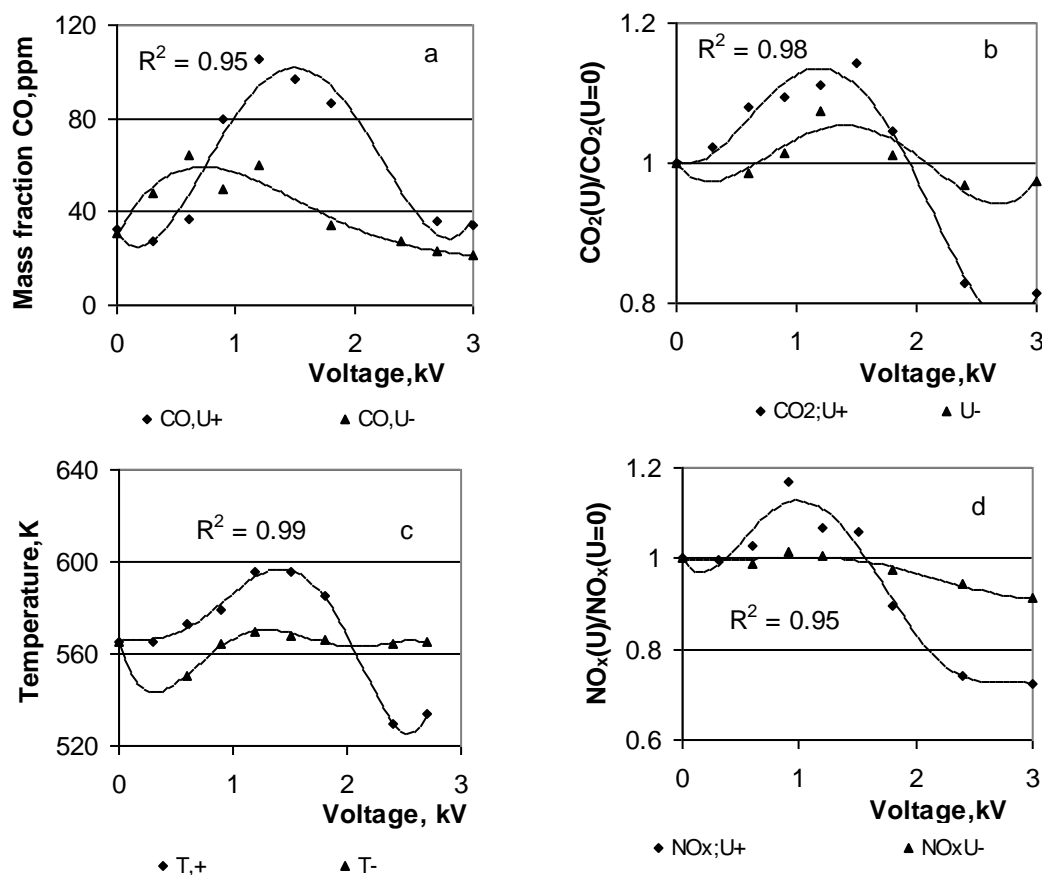 Mass fraction CO,ppm
120
80
40
0
R² = 0.95
a
0 1 2 3
Voltage,kV
CO,U+ CO,U-
CO₂(U)/CO₂(U=0)
1.2
1
0.8
R² = 0.98
b
0 1 2 3
Voltage,kV
CO2;U+ U-
Temperature,K
640
600
560
520
R² = 0.99
c
0 1 2 3
Voltage, kV
T,+ T-
NOₓ(U)/NOₓ(U=0)
1.2
1
0.8
0.6
d
R² = 0.95
0 1 2 3
Voltage,kV
NOx;U+ NOxU-